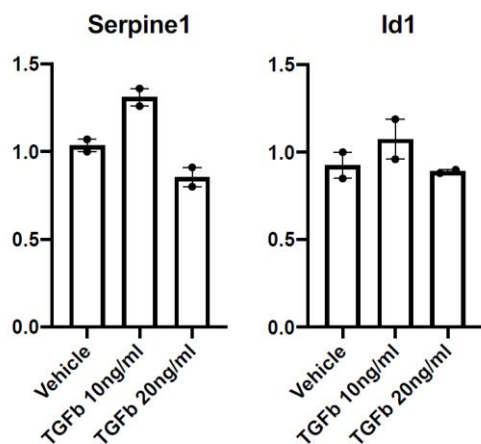 Serpine1
1.5
1.0
0.5
0.0
Vehicle
TGFb 10ng/ml
TGFb 20ng/ml
Id1
1.5
1.0
0.5
0.0
Vehicle
TGFb 10ng/ml
TGFb 20ng/ml